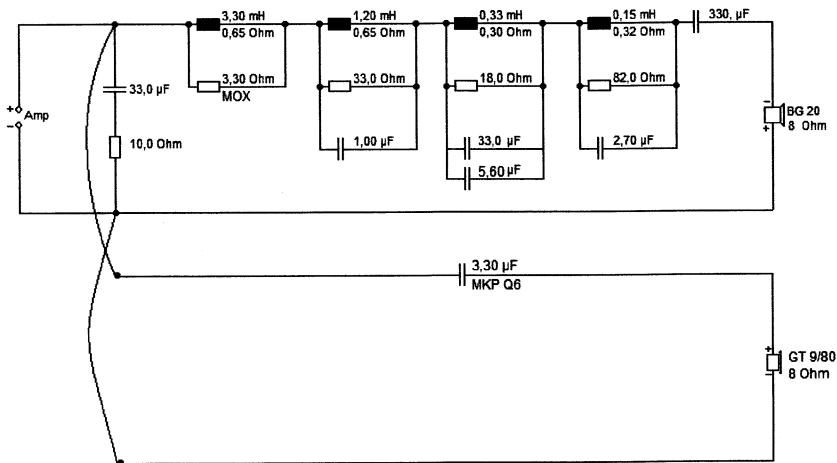 3,30 mH
0,65 Ohm
3,30 Ohm
MOX
1,20 mH
0,65 Ohm
33,0 Ohm
1,00 µF
0,33 mH
0,30 Ohm
18,0 Ohm
33,0 µF
5,60 µF
0,15 mH
0,32 Ohm
82,0 Ohm
2,70 µF
330, µF
33,0 µF
10,0 Ohm
+
Amp
−
−
BG 20
+
8 Ohm
3,30 µF
MKP Q6
+
GT 9/80
−
8 Ohm